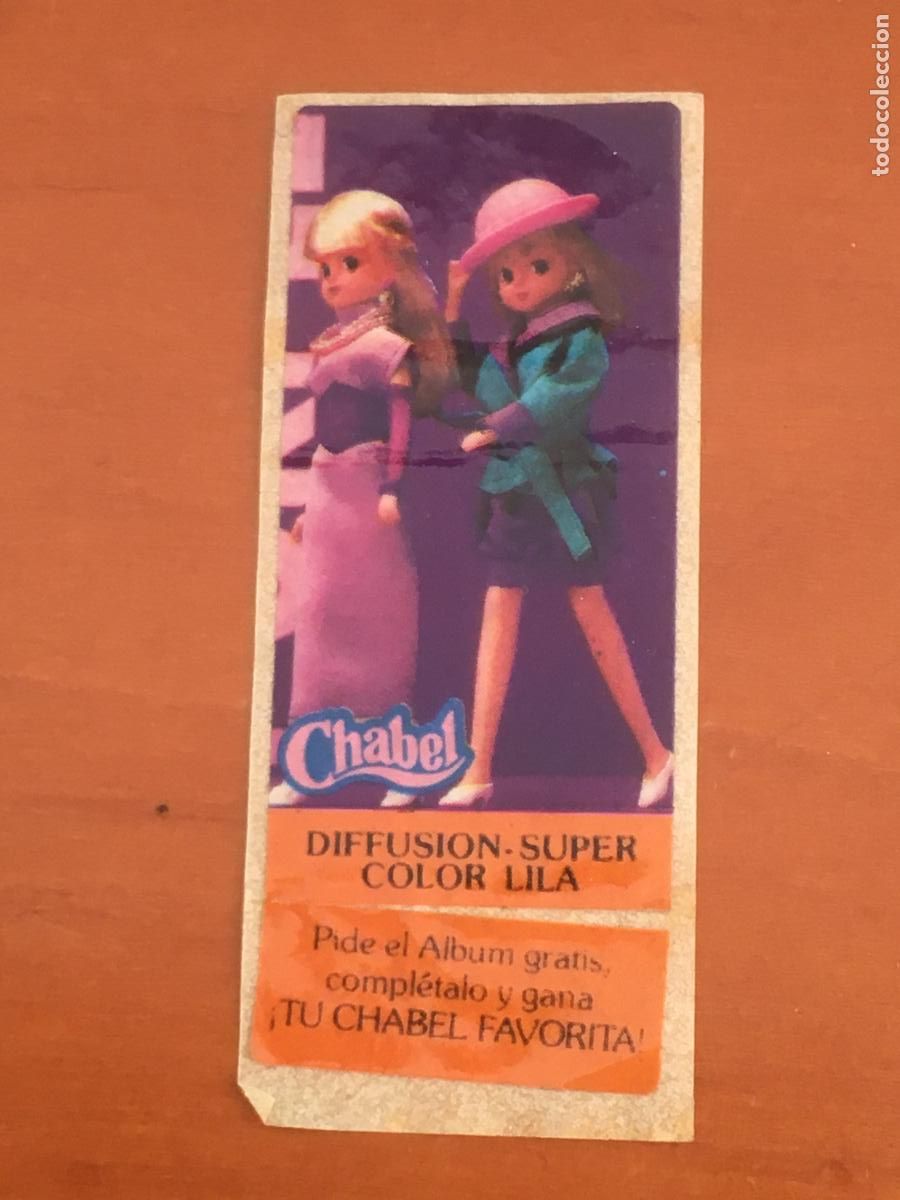 todocoleccion
Chabel
DIFFUSION-SUPER
COLOR LILA
Pide el Album gratis,
complétalo y gana
¡TU CHABEL FAVORITA!